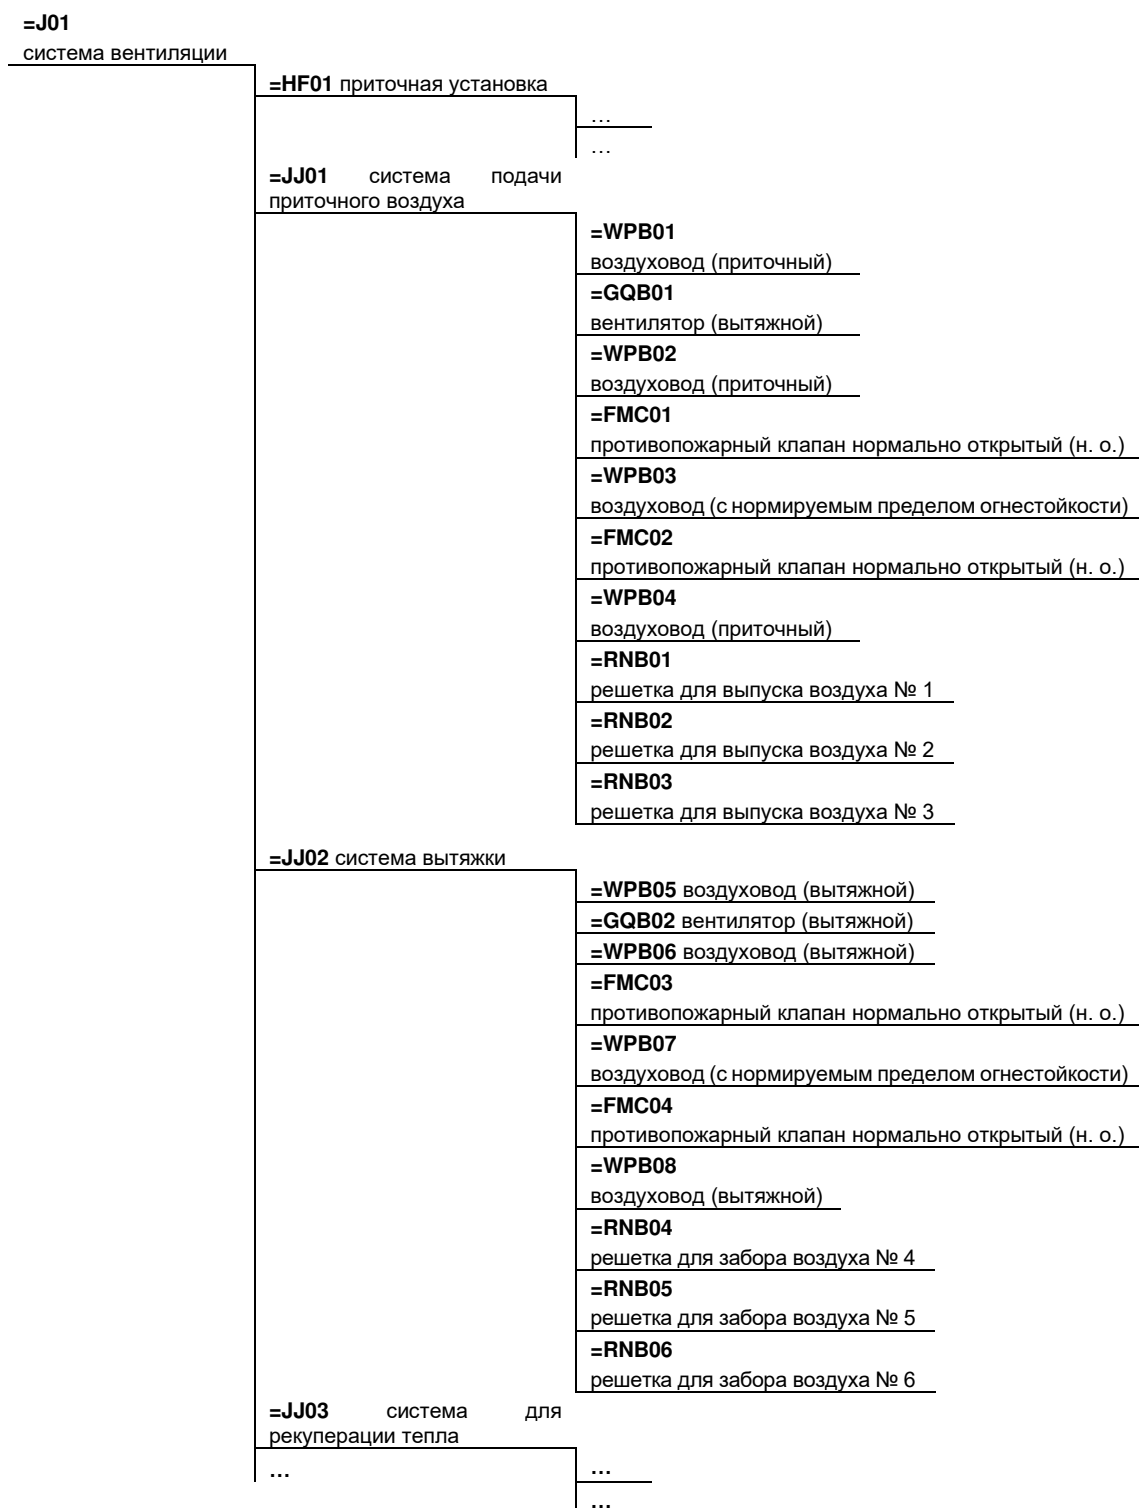 =J01
система вентиляции
=HF01 приточная установка
…
…
=JJ01 система подачи
приточного воздуха
=WPB01
воздуховод (приточный)
=GQB01
вентилятор (вытяжной)
=WPB02
воздуховод (приточный)
=FMC01
противопожарный клапан нормально открытый (н. о.)
=WPB03
воздуховод (с нормируемым пределом огнестойкости)
=FMC02
противопожарный клапан нормально открытый (н. о.)
=WPB04
воздуховод (приточный)
=RNB01
решетка для выпуска воздуха № 1
=RNB02
решетка для выпуска воздуха № 2
=RNB03
решетка для выпуска воздуха № 3
=JJ02 система вытяжки
=WPB05 воздуховод (вытяжной)
=GQB02 вентилятор (вытяжной)
=WPB06 воздуховод (вытяжной)
=FMC03
противопожарный клапан нормально открытый (н. о.)
=WPB07
воздуховод (с нормируемым пределом огнестойкости)
=FMC04
противопожарный клапан нормально открытый (н. о.)
=WPB08
воздуховод (вытяжной)
=RNB04
решетка для забора воздуха № 4
=RNB05
решетка для забора воздуха № 5
=RNB06
решетка для забора воздуха № 6
=JJ03 система для
рекуперации тепла
… …
…